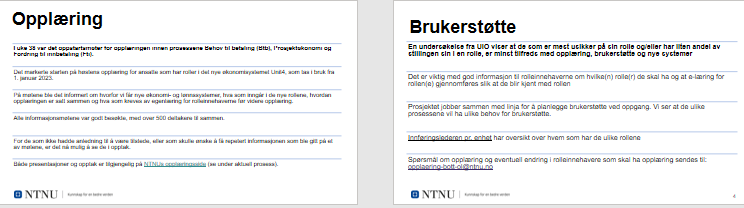 Opplæring
I uke 38 var det oppstartsmøter for opplæringen innen prosessene Behov til betaling (Btb), Prosjektøkonomi og
Fordring til innbetaling (Fti).
Det markerte starten på høstens opplæring for ansatte som har roller i det nye økonomisystemet Unit4, som tas i bruk fra
1. januar 2023.
På møtene ble det informert om hvorfor vi får nye økonomi- og lønnssystemer, hva som inngår i de nye rollene, hvordan
opplæringen er satt sammen og hva som kreves av egenlæring for rolleinnehaverne før videre opplæring.
Alle informasjonsmøtene var godt besøkte, med over 500 deltakere til sammen.
For de som ikke hadde anledning til å være tilstede, eller som skulle ønske å få repetert informasjonen som ble gitt på et
av møtene, er det nå mulig å se de i opptak.
Både presentasjoner og opptak er tilgjengelig på NTNUs opplæringsside (se under aktuell prosess).
NTNU
Kunnskap for en bedre verden
Brukerstøtte
En undersøkelse fra UIO viser at de som er mest usikker på sin rolle og/eller har liten andel av
stillingen sin i en rolle, er minst tilfreds med opplæring, brukerstøtte og nye systemer
Det er viktig med god informasjon til rolleinnehaverne om hvilke(n) rolle(r) de skal ha og at e-læring for
rollen(e) gjennomføres slik at de blir kjent med rollen
Prosjektet jobber sammen med linja for å planlegge brukerstøtte ved oppgang. Vi ser at de ulike
prosessene vil ha ulike behov for brukerstøtte.
Innføringslederen pr. enhet har oversikt over hvem som har de ulike rollene
Spørsmål om opplæring og eventuell endring i rolleinnehavere som skal ha opplæring sendes til:
opplaering-bott-ol@ntnu.no
NTNU
Kunnskap for en bedre verden
4